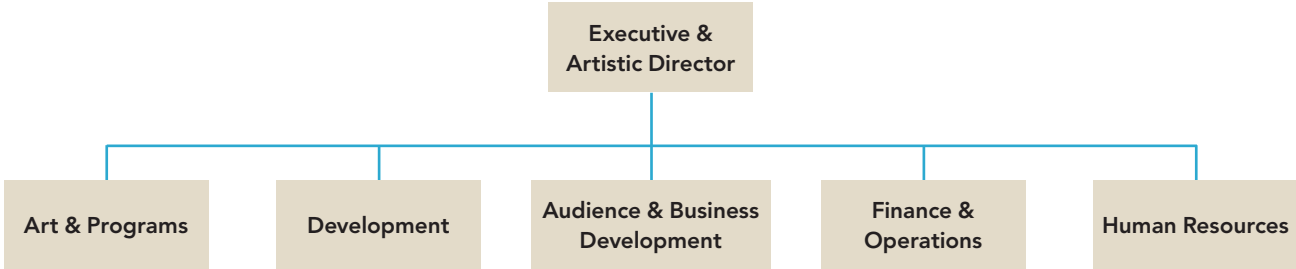 Executive &
Artistic Director
Art & Programs
Development
Audience & Business
Development
Finance &
Operations
Human Resources